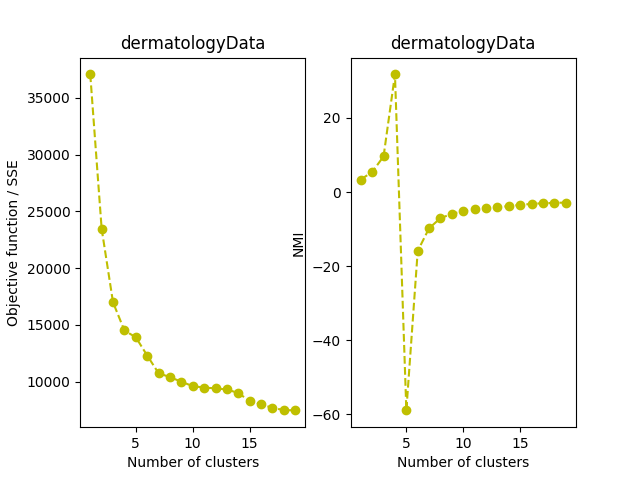 dermatologyData
35000
30000
25000
20000
15000
10000
5
10
15
Number of clusters
Objective function / SSE
dermatologyData
20
0
−20
−40
−60
5
10
15
Number of clusters
NMI